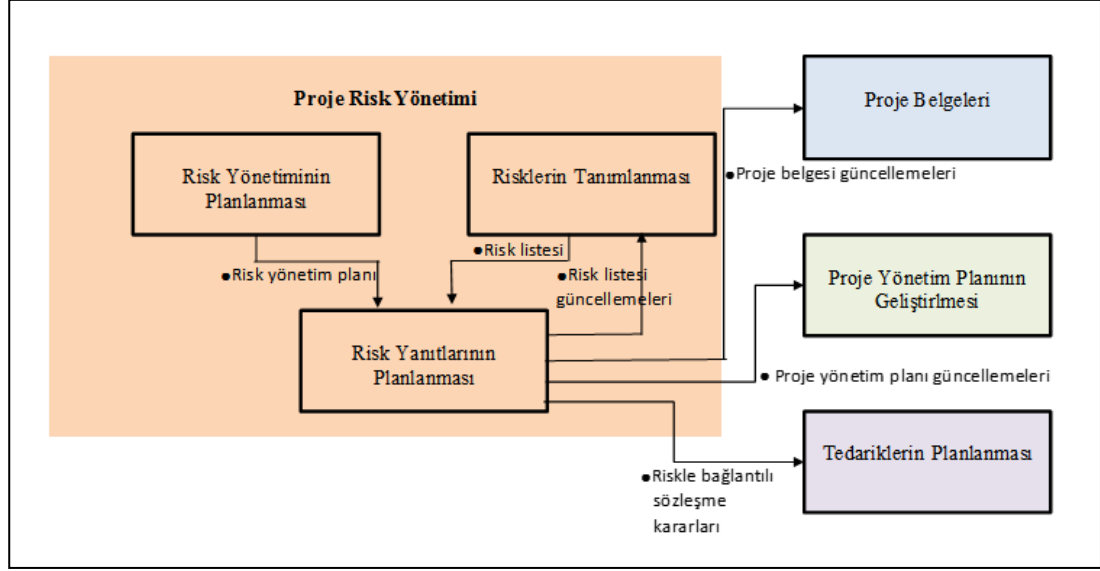 Proje Risk Yönetimi
Proje Belgeleri
Risk Yönetiminin
Planlanması
Risklerin Tanımlanması
●Proje belgesi güncellemeleri
●Risk listesi
●Risk yönetim planı
●Risk listesi
güncellemeleri
Proje Yönetim Planının
Geliştirlmesi
Risk Yanıtlarının
Planlanması
● Proje yönetim planı güncellemeleri
Tedariklerin Planlanması
●Riskle bağlantılı
sözleşme
kararları